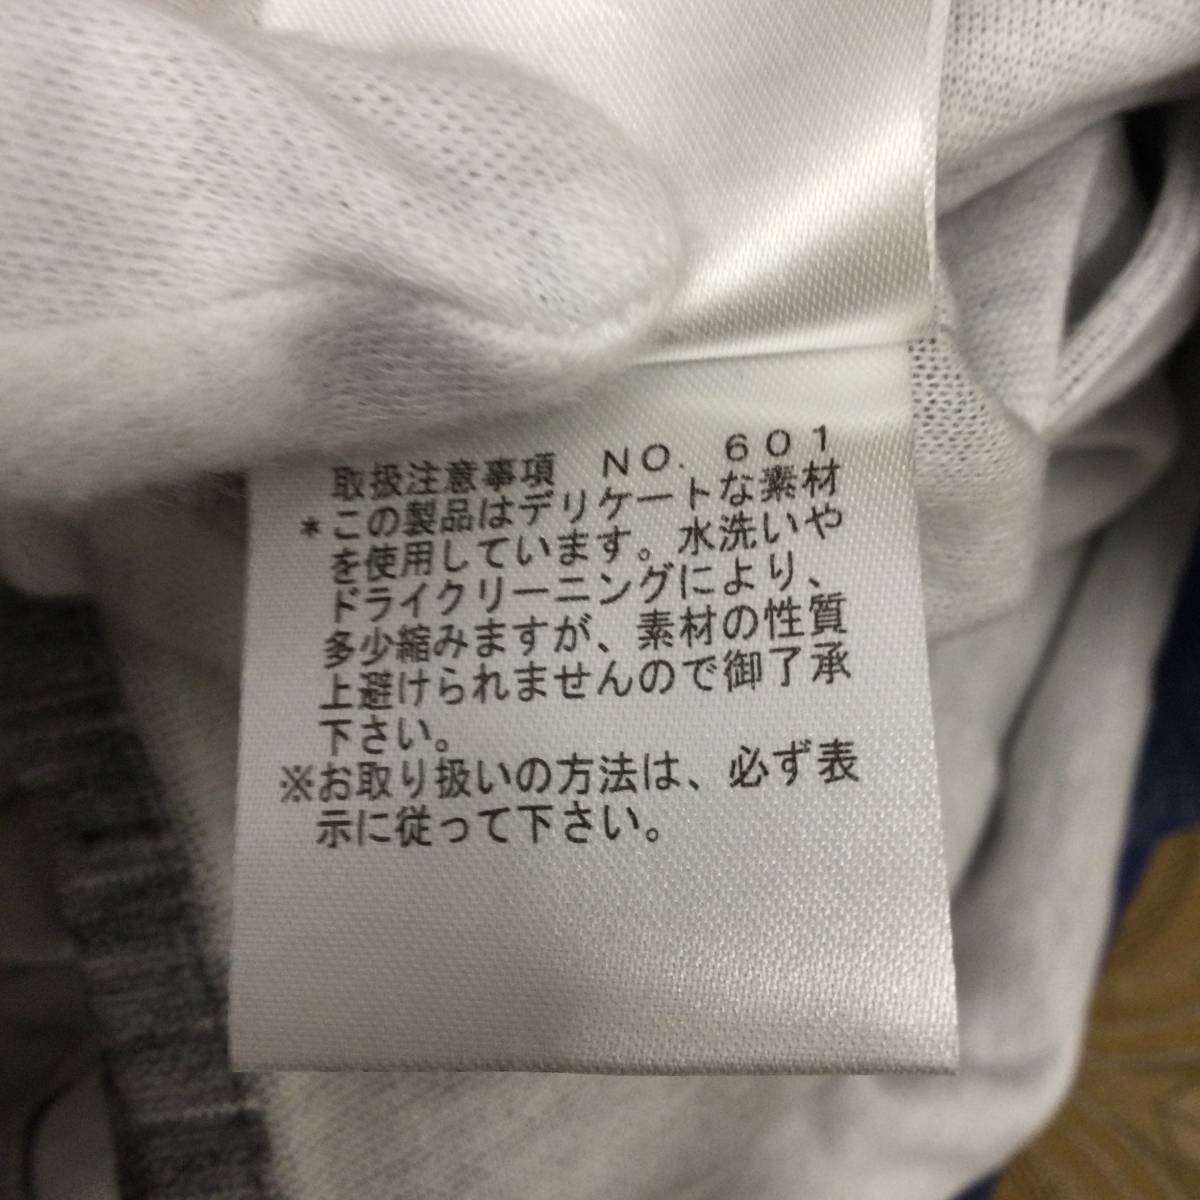 取扱注意事項 NO. 601
*この製品はデリケートな素材
を使用しています。水洗いや
ドライクリーニングにより、
多少縮みますが、素材の性質
上避けられませんので御了承
下さい。
※お取り扱いの方法は、必ず表
示に従って下さい。